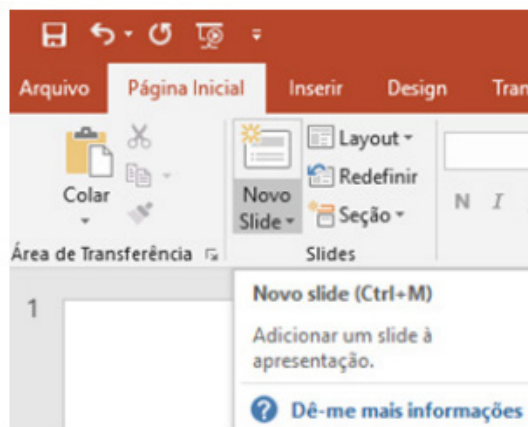 Arquivo Página Inicial Inserir Design Tran
Colar
Novo Slide
Layout
Redefinir
Seção
N I
Área de Transferência Slides
1
Novo slide (Ctrl+M)
Adicionar um slide à
apresentação.
? Dê-me mais informações